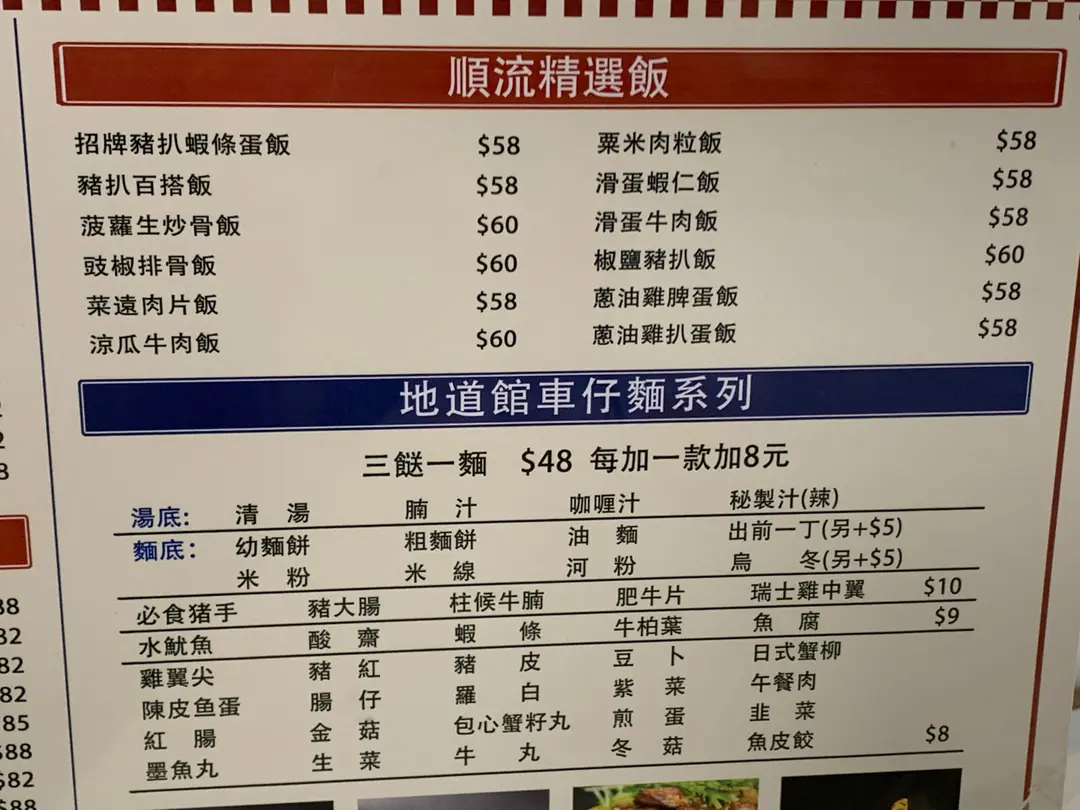 順流精選飯
招牌豬扒蝦條蛋飯 $58
豬扒百搭飯 $58
菠蘿生炒骨飯 $60
豉椒排骨飯 $60
菜遠肉片飯 $58
涼瓜牛肉飯 $60
粟米肉粒飯 $58
滑蛋蝦仁飯 $58
滑蛋牛肉飯 $58
椒鹽豬扒飯 $60
蔥油雞脾蛋飯 $58
蔥油雞扒蛋飯 $58
地道館車仔麵系列
三餸一麵 $48 每加一款加8元
湯底: 清湯 腩汁 咖喱汁 秘製汁(辣)
麵底: 幼麵餅 粗麵餅 油麵 出前一丁(另+$5)
米粉 米線 河粉 烏冬(另+$5)
必食猪手 豬大腸 柱候牛腩 肥牛片 瑞士雞中翼 $10
水魷魚 酸齋 蝦條 牛柏葉 魚腐 $9
雞翼尖 豬紅 豬皮 豆卜 日式蟹柳
陳皮鱼蛋 腸仔 羅白 紫菜 午餐肉
紅腸 金菇 包心蟹籽丸 煎蛋 韭菜
墨魚丸 生菜 牛丸 冬菇 魚皮餃 $8
82
82
82
85
$88
$82
$88